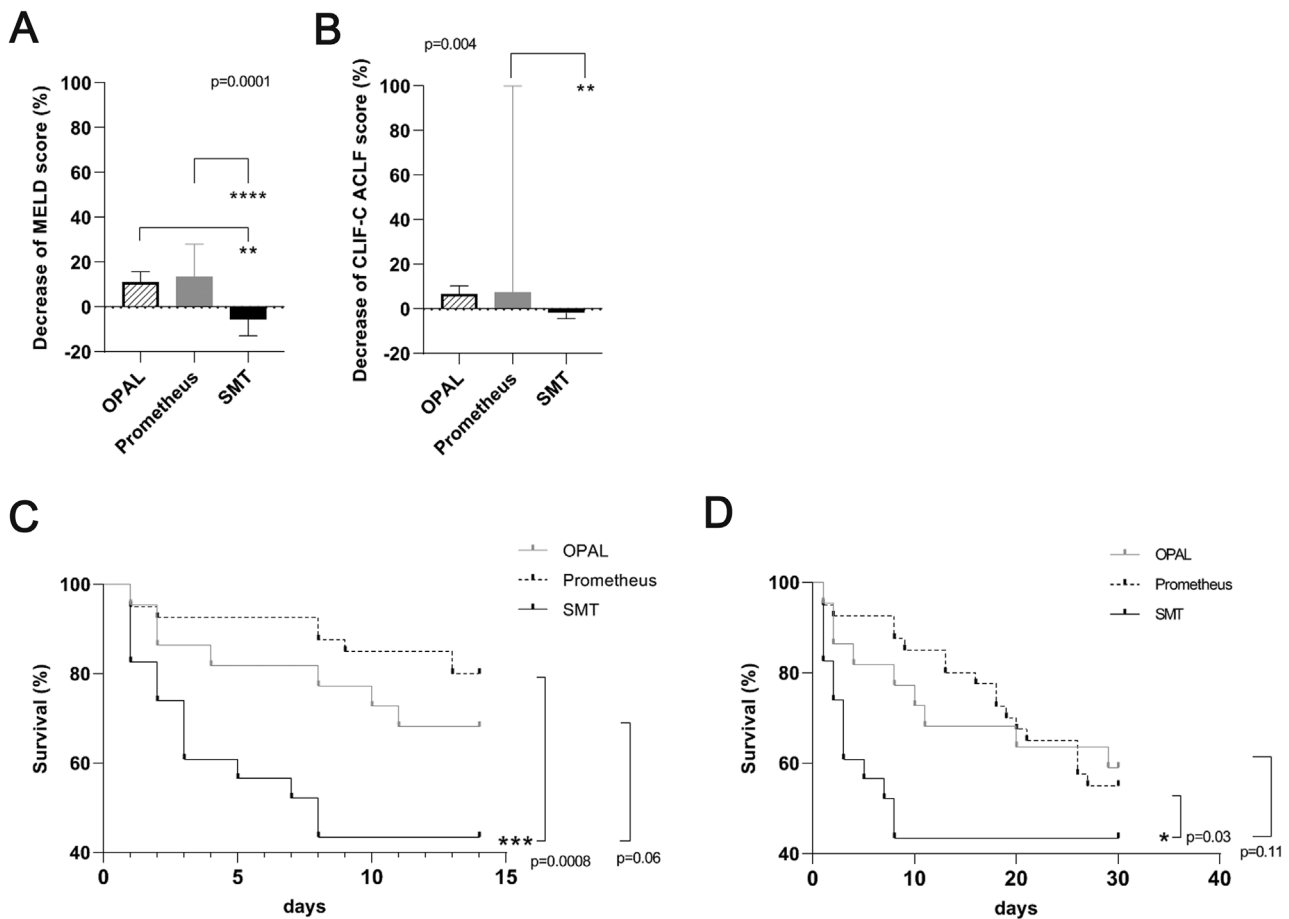 A
p=0.0001
Decrease of MELD score (%)
100
80
60
40
20
0
-20
****
**
OPAL
Prometheus
SMT
B
p=0.004
Decrease of CLIF-C ACLF score (%)
100
80
60
40
20
0
-20
**
OPAL
Prometheus
SMT
C
OPAL
Prometheus
SMT
Survival (%)
100
80
60
40
0
5
10
15
days
***
p=0.0008
p=0.06
D
OPAL
Prometheus
SMT
Survival (%)
100
80
60
40
0
10
20
30
40
days
*
p=0.03
p=0.11